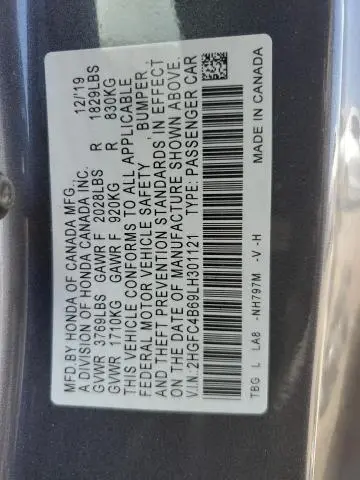 MFD.BY HONDA OF CANADA MFG., 12/19
A DIVISION OF HONDA CANADA INC.
GVWR 3769LBS GAWR F 2028LBS R 1829LBS
GVWR 1710KG GAWR F 920KG R 830KG
THIS VEHICLE CONFORMS TO ALL APPLICABLE
FEDERAL MOTOR VEHICLE SAFETY, BUMPER,
AND THEFT PREVENTION STANDARDS IN EFFECT
ON THE DATE OF MANUFACTURE SHOWN ABOVE.
V.I.N:2HGFC4B69LH301121 TYPE: PASSENGER CAR
TBG L LA8 -NH797M -V -H MADE IN CANADA